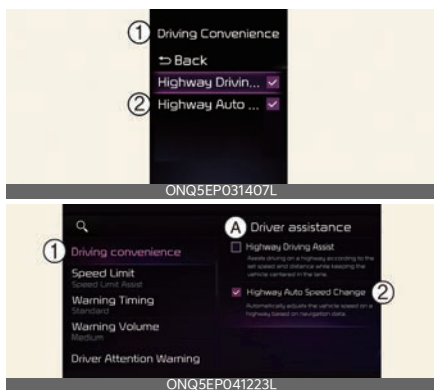 ① Driving Convenience
Back
Highway Drivin...
② Highway Auto ...
ONQ5EP031407L
Ⓐ Driver assistance
① Driving convenience
Speed Limit
Speed Limit Assist
Warning Timing
Standard
Warning Volume
Medium
Driver Attention Warning
Highway Driving Assist
Assists driving on a highway according to the
set speed and distance while keeping the
vehicle centered in the lane.
Highway Auto Speed Change ②
Automatically adjusts the vehicle speed on a
highway based on navigation data.
ONQ5EP041223L